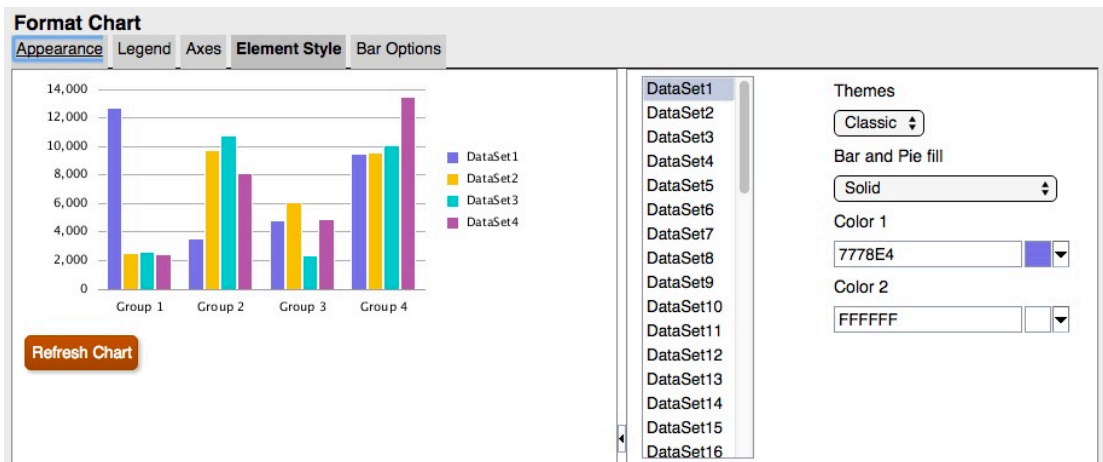 Format Chart
Appearance Legend Axes Element Style Bar Options
14,000
12,000
10,000
8,000
6,000
4,000
2,000
0
Group 1 Group 2 Group 3 Group 4
DataSet1
DataSet2
DataSet3
DataSet4
Refresh Chart
DataSet1
DataSet2
DataSet3
DataSet4
DataSet5
DataSet6
DataSet7
DataSet8
DataSet9
DataSet10
DataSet11
DataSet12
DataSet13
DataSet14
DataSet15
DataSet16
Themes
Classic
Bar and Pie fill
Solid
Color 1
7778E4
Color 2
FFFFFF